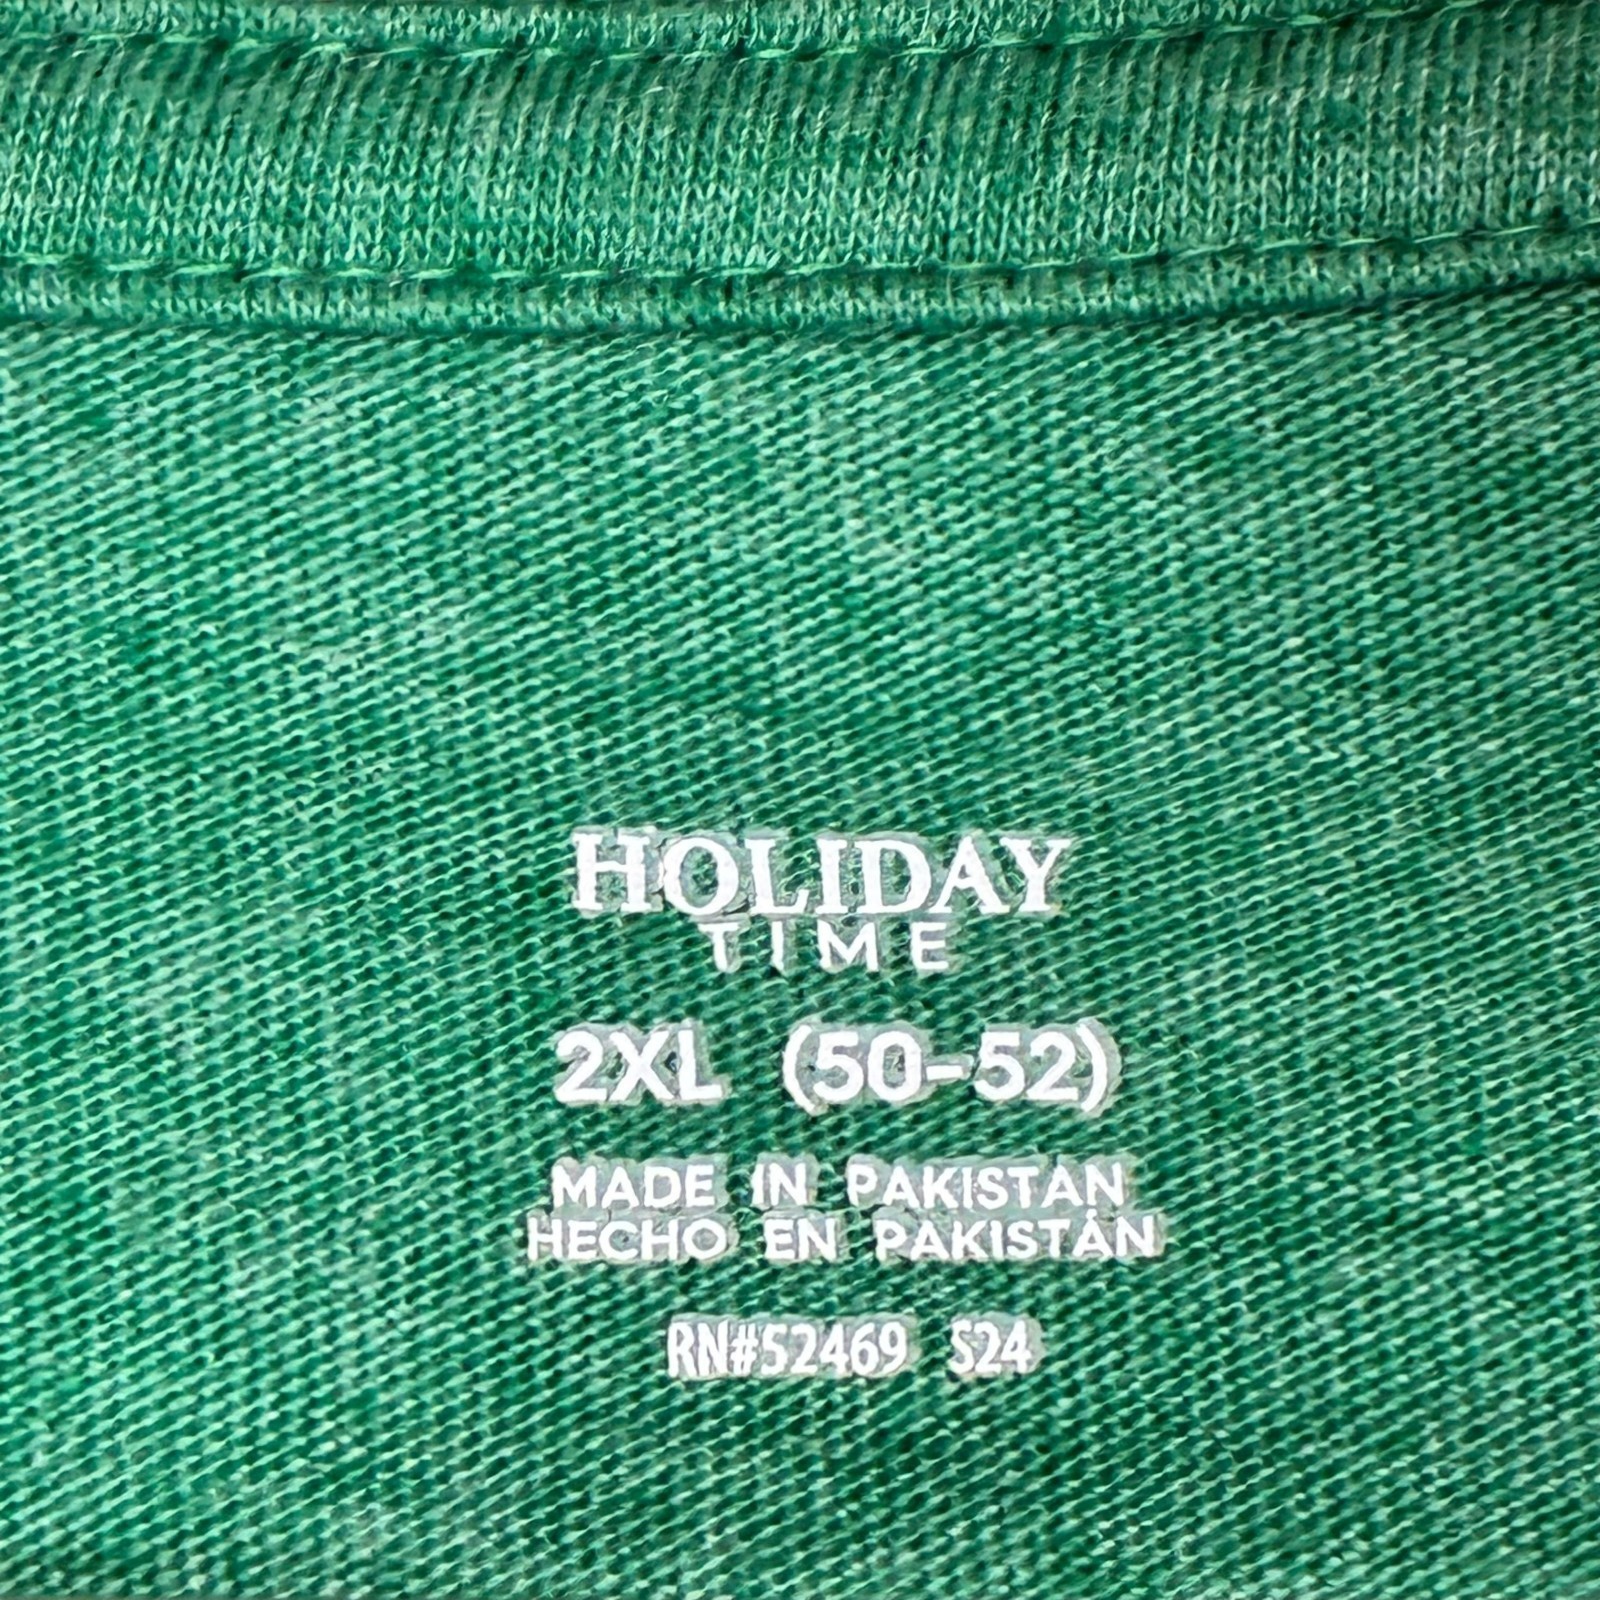 HOLIDAY
TIME
2XL (50-52)
MADE IN PAKISTAN
HECHO EN PAKISTÁN
RN#52469 S24